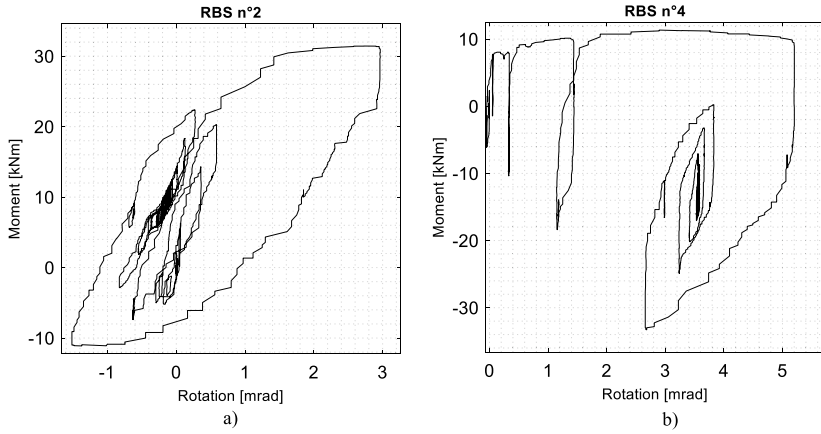 RBS n°2
30
20
10
0
-10
Moment [kNm]
-1 0 1 2 3
Rotation [mrad]
a)
RBS n°4
10
0
-10
-20
-30
Moment [kNm]
0 1 2 3 4 5
Rotation [mrad]
b)